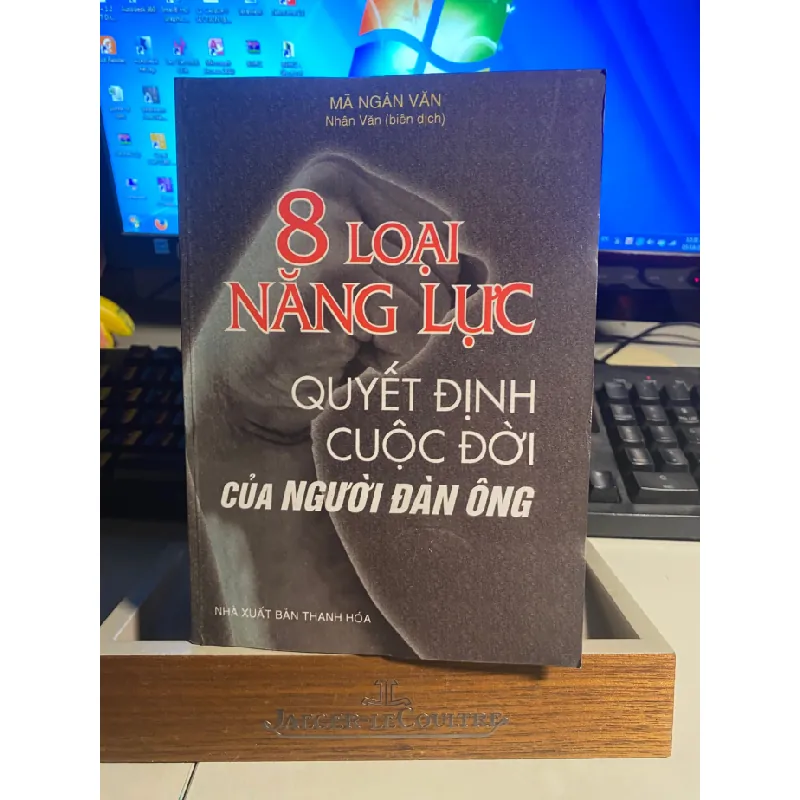 MÃ NGÂN VĂN
Nhân Văn (biên dịch)
8 LOẠI
NĂNG LỰC
QUYẾT ĐỊNH
CUỘC ĐỜI
CỦA NGƯỜI ĐÀN ÔNG
NHÀ XUẤT BẢN THANH HÓA
JAEGER-LECOULTRE